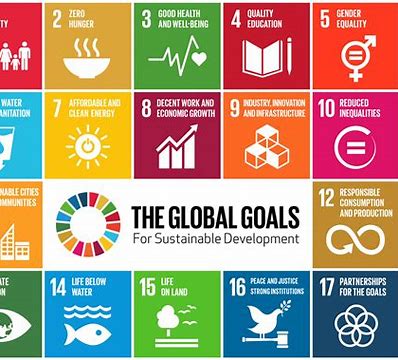 2 ZERO
HUNGER
3 GOOD HEALTH
AND WELL-BEING
4 QUALITY
EDUCATION
5 GENDER
EQUALITY
WATER
ANITATION
7 AFFORDABLE AND
CLEAN ENERGY
8 DECENT WORK AND
ECONOMIC GROWTH
9 INDUSTRY, INNOVATION
AND INFRASTRUCTURE
10 REDUCED
INEQUALITIES
NABLE CITIES
OMMUNITIES
THE GLOBAL GOALS
For Sustainable Development
12 RESPONSIBLE
CONSUMPTION
AND PRODUCTION
ATE
ON
14 LIFE BELOW
WATER
15 LIFE
ON LAND
16 PEACE AND JUSTICE
STRONG INSTITUTIONS
17 PARTNERSHIPS
FOR THE GOALS